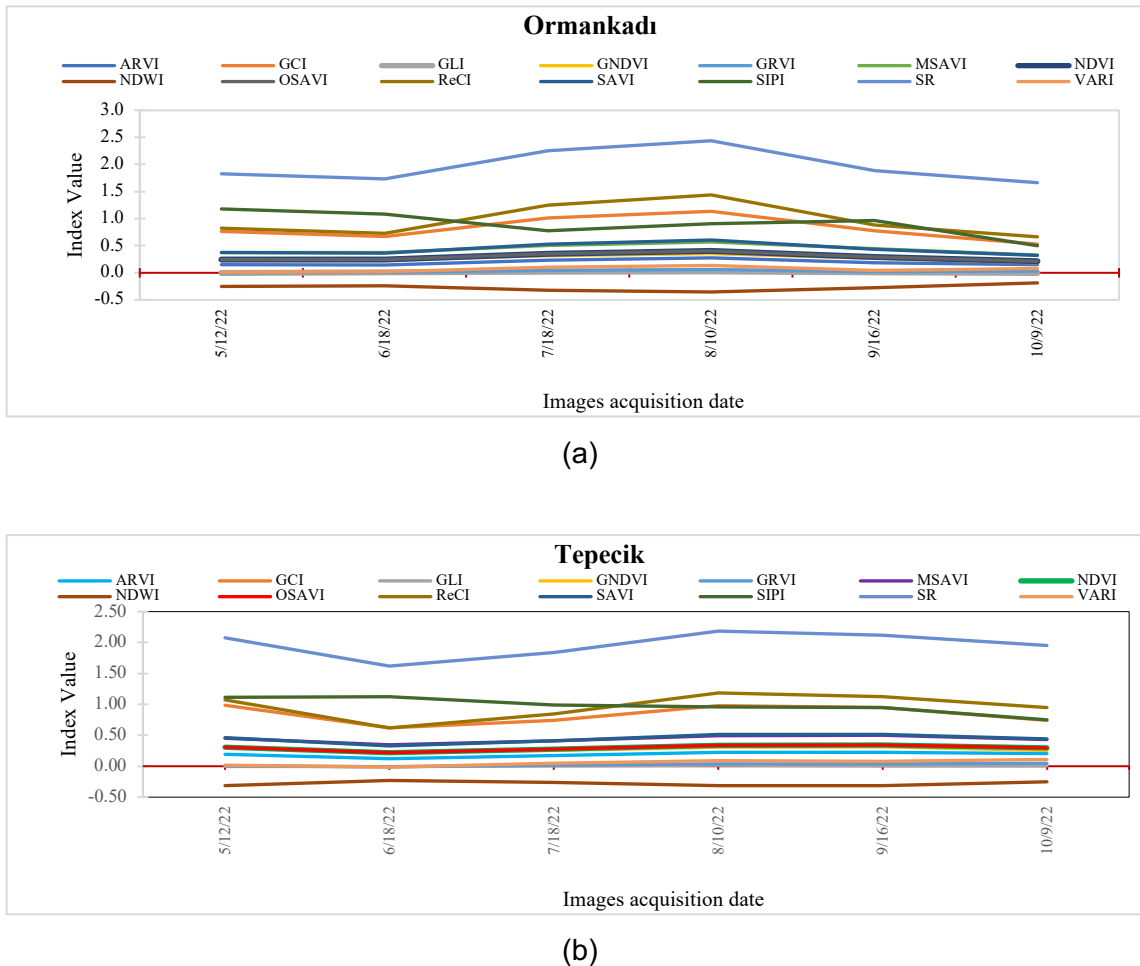 Ormankadı
ARVI GCI GLI GNDVI GRVI MSAVI NDVI
NDWI OSAVI ReCI SAVI SIPI SR VARI
3.0
2.5
2.0
1.5
1.0
0.5
0.0
-0.5
Index Value
5/12/22 6/18/22 7/18/22 8/10/22 9/16/22 10/9/22
Images acquisition date
(a)
Tepecik
ARVI GCI GLI GNDVI GRVI MSAVI NDVI
NDWI OSAVI ReCI SAVI SIPI SR VARI
2.50
2.00
1.50
1.00
0.50
0.00
-0.50
Index Value
5/12/22 6/18/22 7/18/22 8/10/22 9/16/22 10/9/22
Images acquisition date
(b)